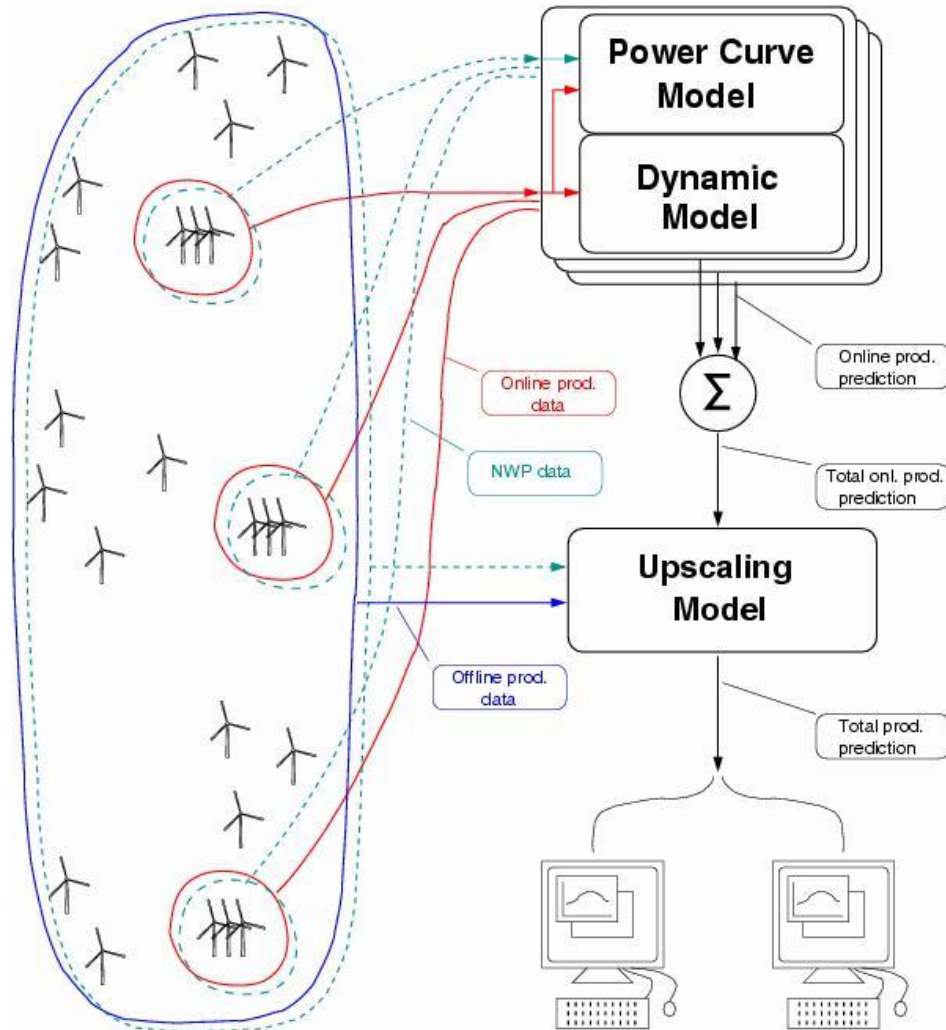 Power Curve
Model
Dynamic
Model
Online prod.
prediction
Σ
Online prod.
data
NWP data
Total onl. prod.
prediction
Upscaling
Model
Offline prod.
data
Total prod.
prediction